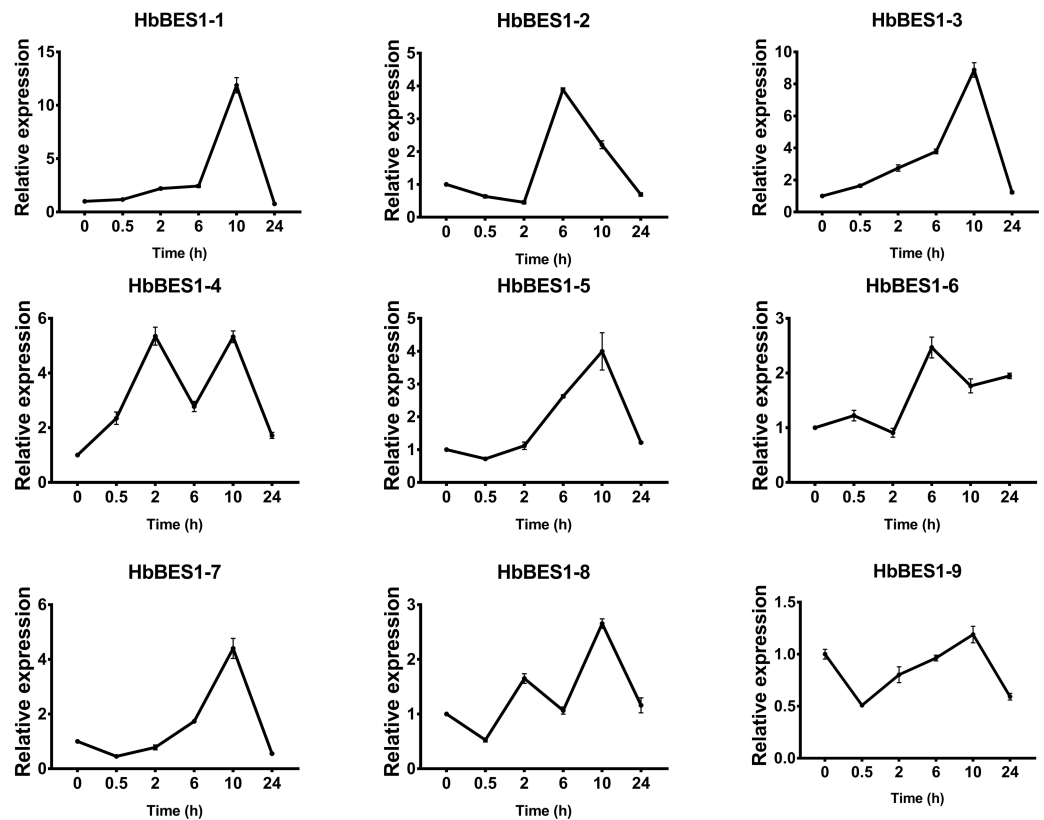 HbBES1-1
Relative expression
15
10
5
0
0 0.5 2 6 10 24
Time (h)
HbBES1-2
Relative expression
5
4
3
2
1
0
0 0.5 2 6 10 24
Time (h)
HbBES1-3
Relative expression
10
8
6
4
2
0
0 0.5 2 6 10 24
Time (h)
HbBES1-4
Relative expression
6
4
2
0
0 0.5 2 6 10 24
Time (h)
HbBES1-5
Relative expression
5
4
3
2
1
0
0 0.5 2 6 10 24
Time (h)
HbBES1-6
Relative expression
3
2
1
0
0 0.5 2 6 10 24
Time (h)
HbBES1-7
Relative expression
6
4
2
0
0 0.5 2 6 10 24
Time (h)
HbBES1-8
Relative expression
3
2
1
0
0 0.5 2 6 10 24
Time (h)
HbBES1-9
Relative expression
1.5
1.0
0.5
0.0
0 0.5 2 6 10 24
Time (h)